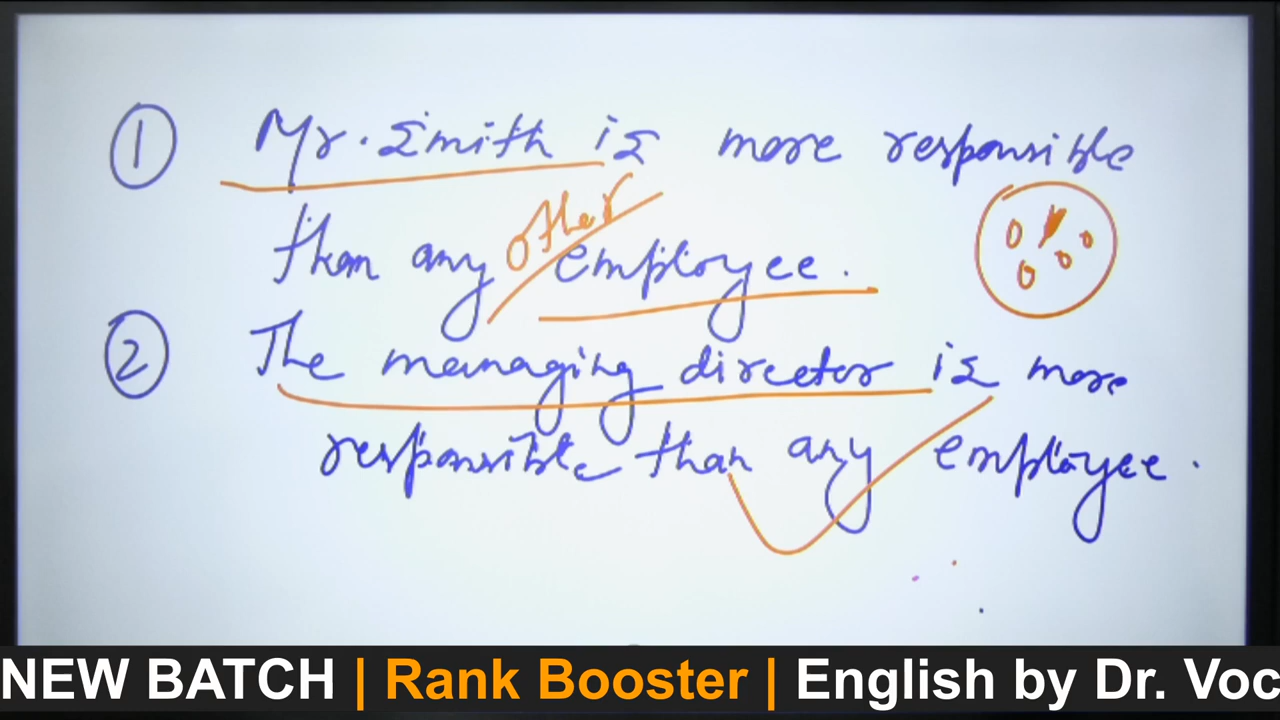 ① Mr. Smith is more responsible
other
than any employee.
② The managing director is more
responsible than any employee.
NEW BATCH | Rank Booster | English by Dr. Voc